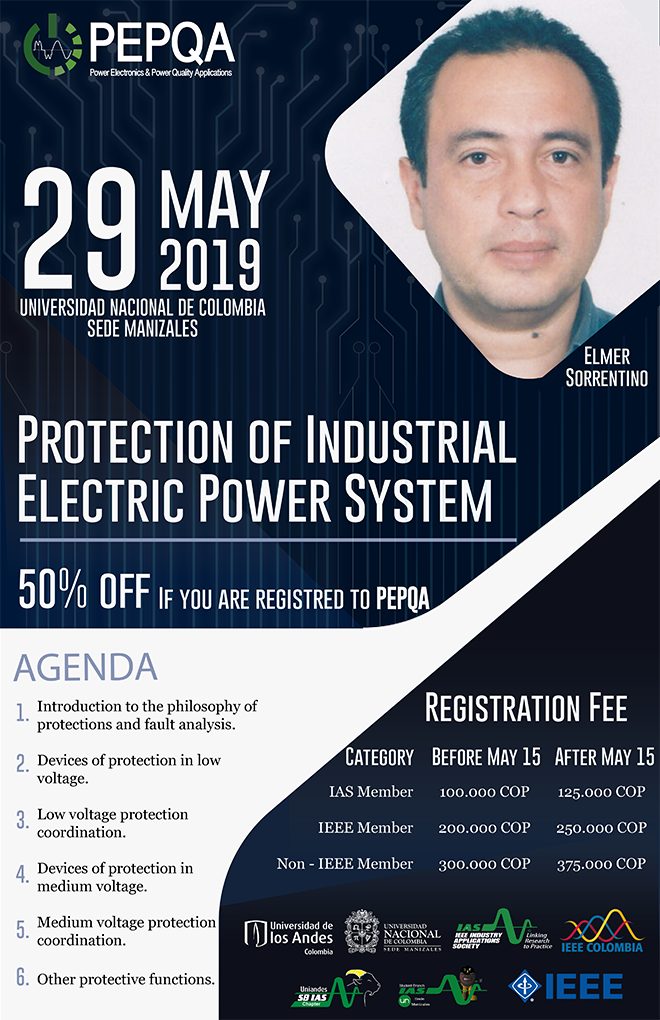 PEPQA
Power Electronics & Power Quality Applications
29 MAY
2019
UNIVERSIDAD NACIONAL DE COLOMBIA
SEDE MANIZALES
ELMER
SORRENTINO
PROTECTION OF INDUSTRIAL
ELECTRIC POWER SYSTEM
50% OFF IF YOU ARE REGISTRED TO PEPQA
AGENDA
1. Introduction to the philosophy of
protections and fault analysis.
2. Devices of protection in low
voltage.
3. Low voltage protection
coordination.
4. Devices of protection in
medium voltage.
5. Medium voltage protection
coordination.
6. Other protective functions.
REGISTRATION FEE
CATEGORY BEFORE MAY 15 AFTER MAY 15
IAS Member 100.000 COP 125.000 COP
IEEE Member 200.000 COP 250.000 COP
Non - IEEE Member 300.000 COP 375.000 COP
Universidad de
los Andes
Colombia
UNIVERSIDAD
NACIONAL
DE COLOMBIA
SEDE MANIZALES
IAS
IEEE INDUSTRY
APPLICATIONS
SOCIETY
Linking
Research
to Practice
IEEE COLOMBIA
Uniandes
SB IAS
Chapter
Student Branch
IAS
UN
Manizales
IEEE